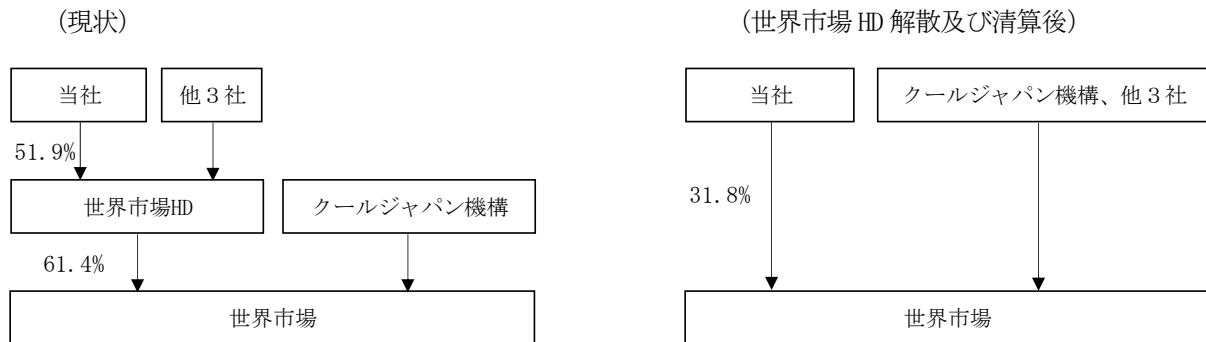 (現状)
(世界市場 HD 解散及び清算後)
当社
他3社
当社
クールジャパン機構、他3社
51.9%
31.8%
世界市場HD
クールジャパン機構
61.4%
世界市場
世界市場